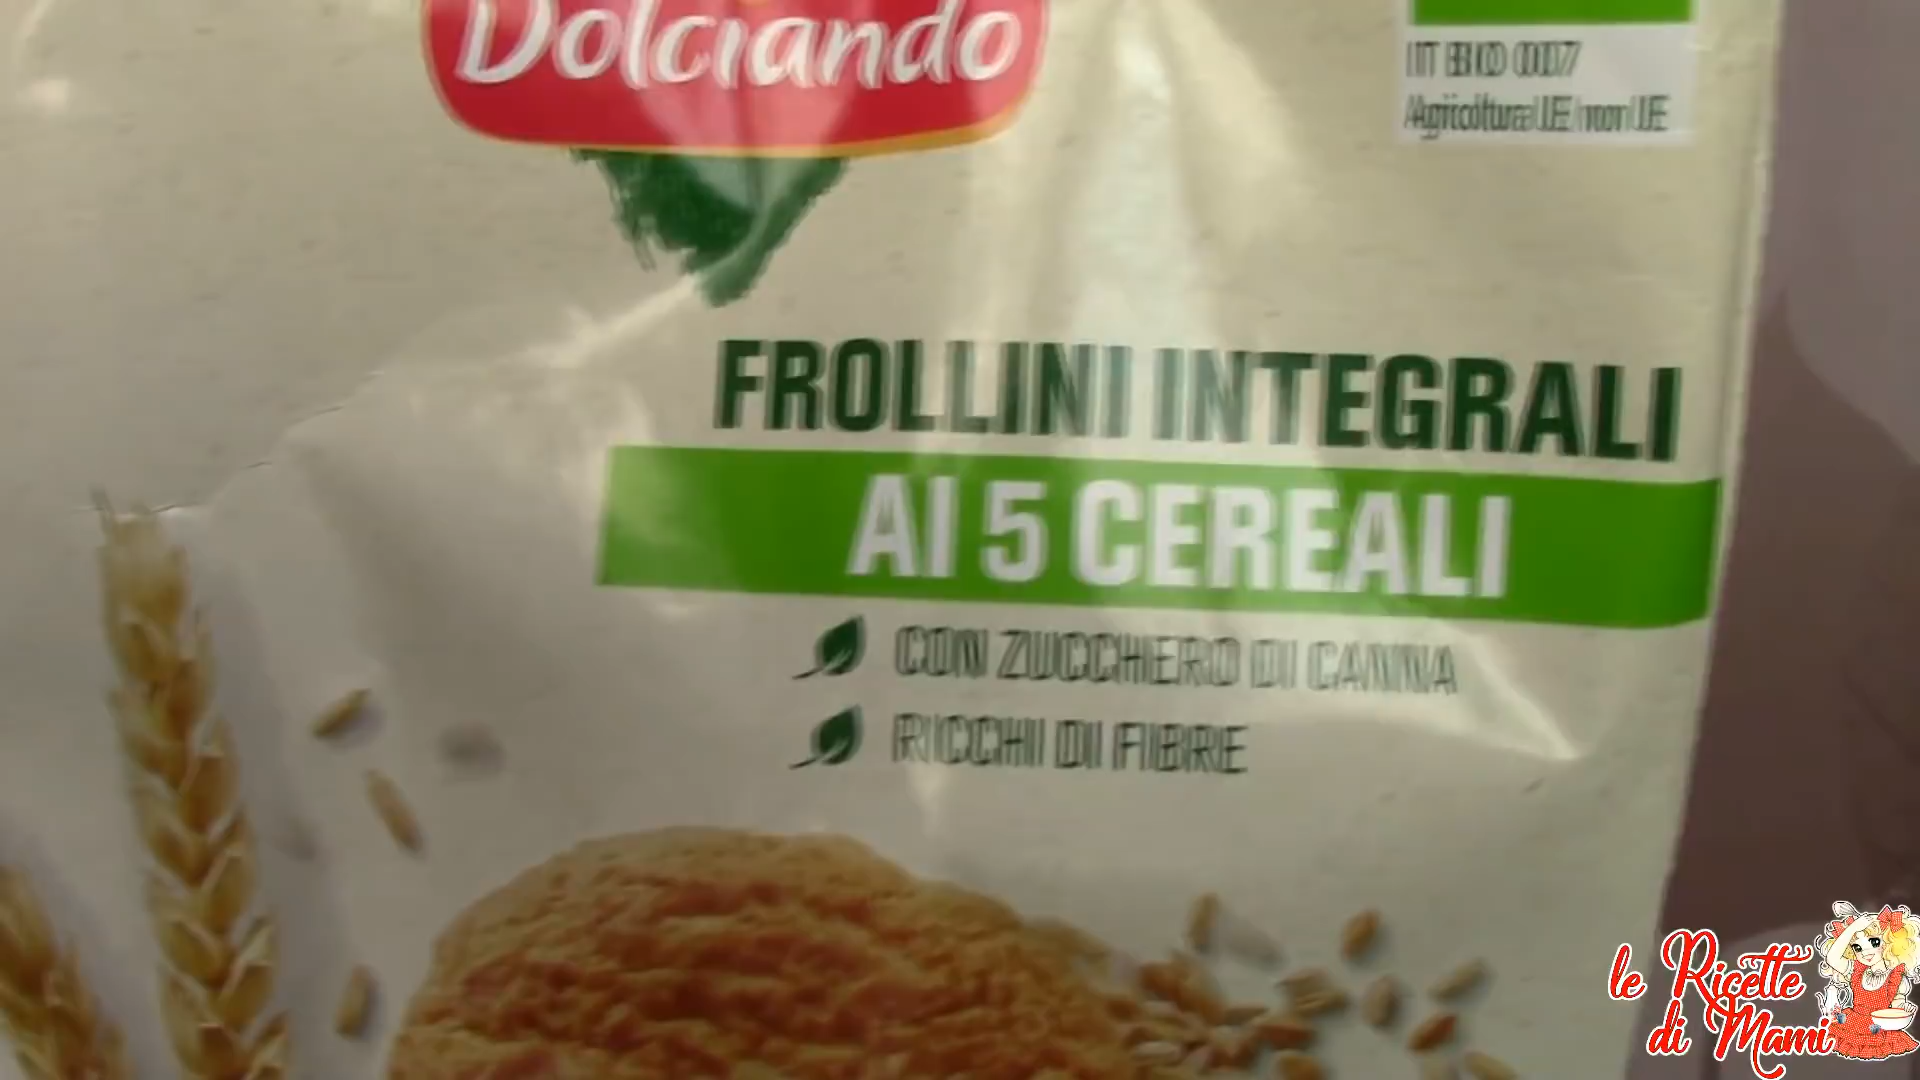 Dolciando
IT BIO 007
Agricoltura UE / non UE
FROLLINI INTEGRALI
AI 5 CEREALI
CON ZUCCHERO DI CANNA
RICCHI DI FIBRE
le Ricette
di Mami